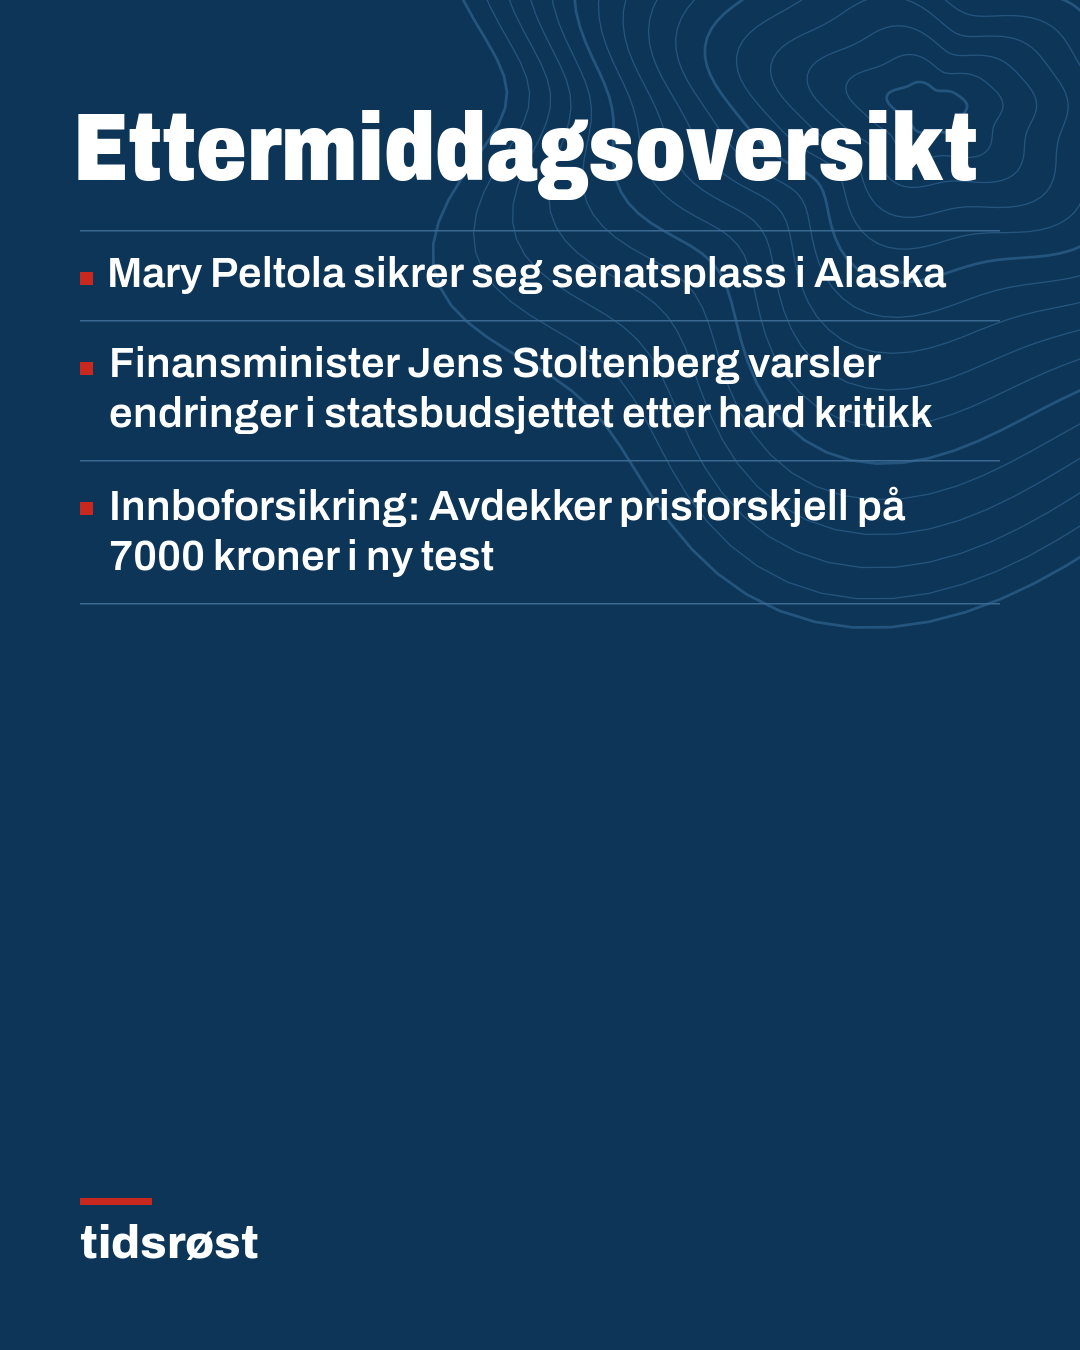 Ettermiddagsoversikt
Mary Peltola sikrer seg senatsplass i Alaska
Finansminister Jens Stoltenberg varsler
endringer i statsbudsjettet etter hard kritikk
Innboforsikring: Avdekker prisforskjell på
7000 kroner i ny test
tidsrøst